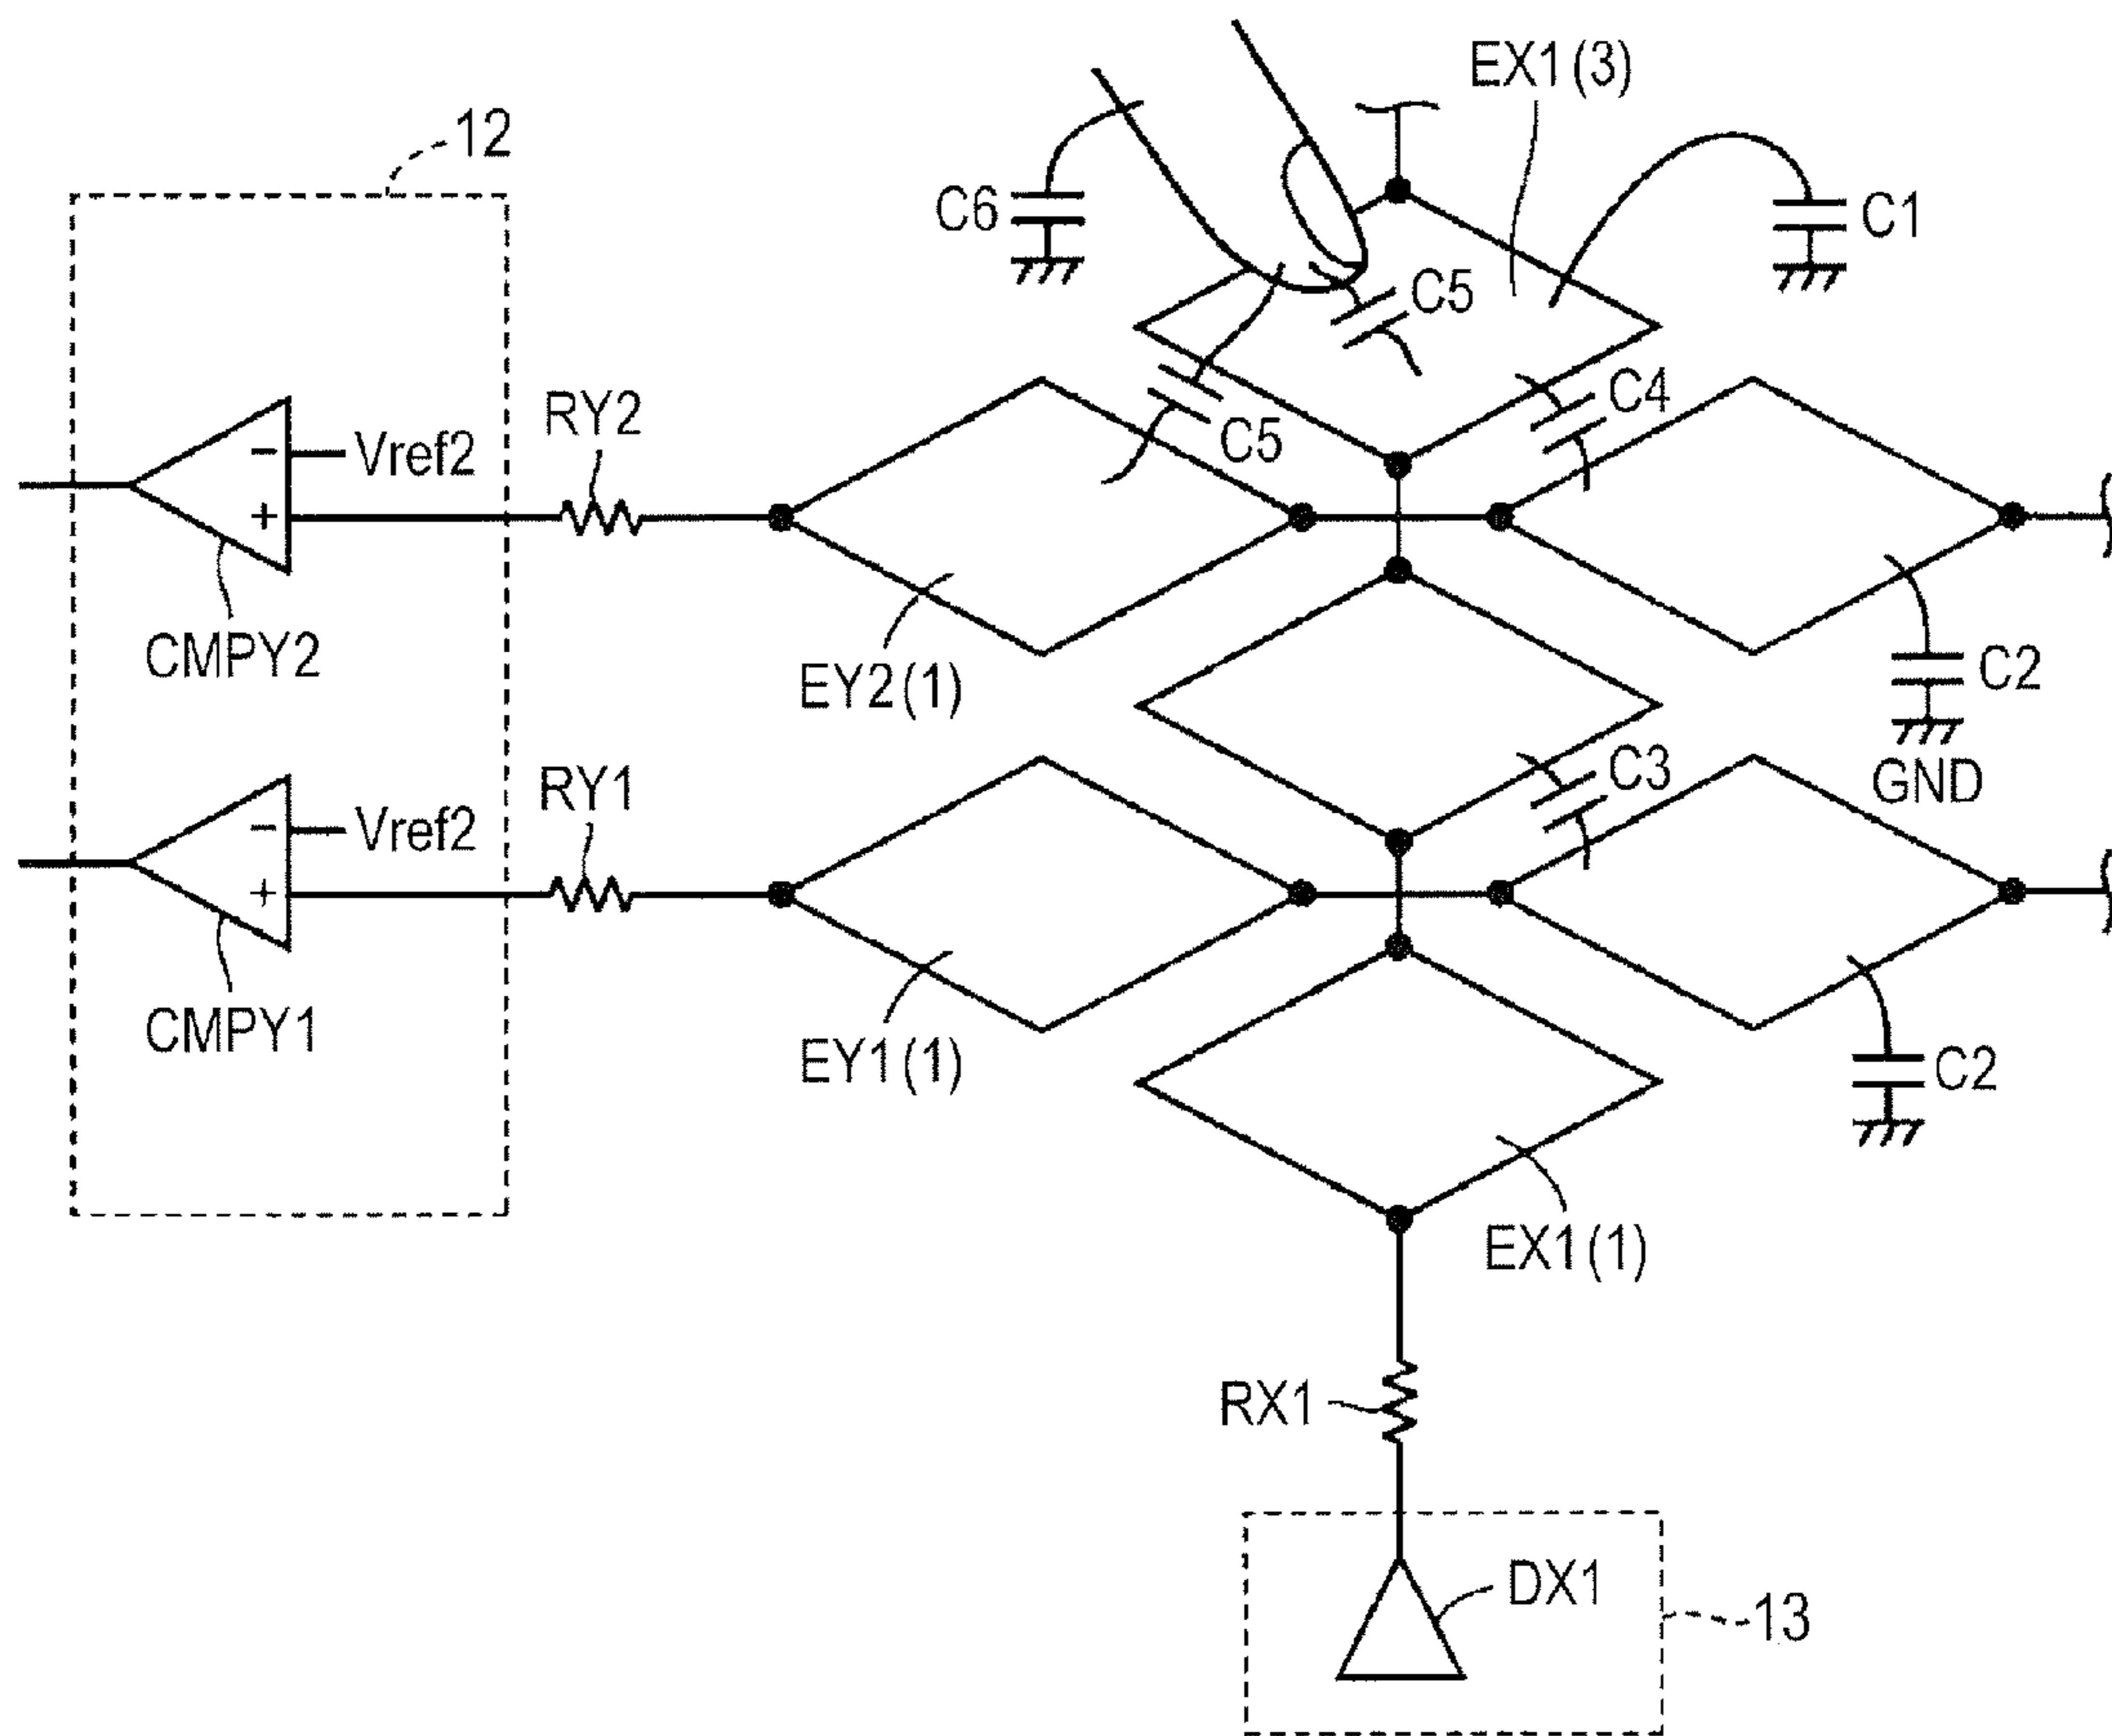 EX1(3)
12
C6
C1
C5
C4
RY2
C5
Vref2
-
+
CMPY2
EY2(1)
C2
GND
RY1
C3
Vref2
-
+
CMPY1
EY1(1)
C2
EX1(1)
RX1
DX1
13